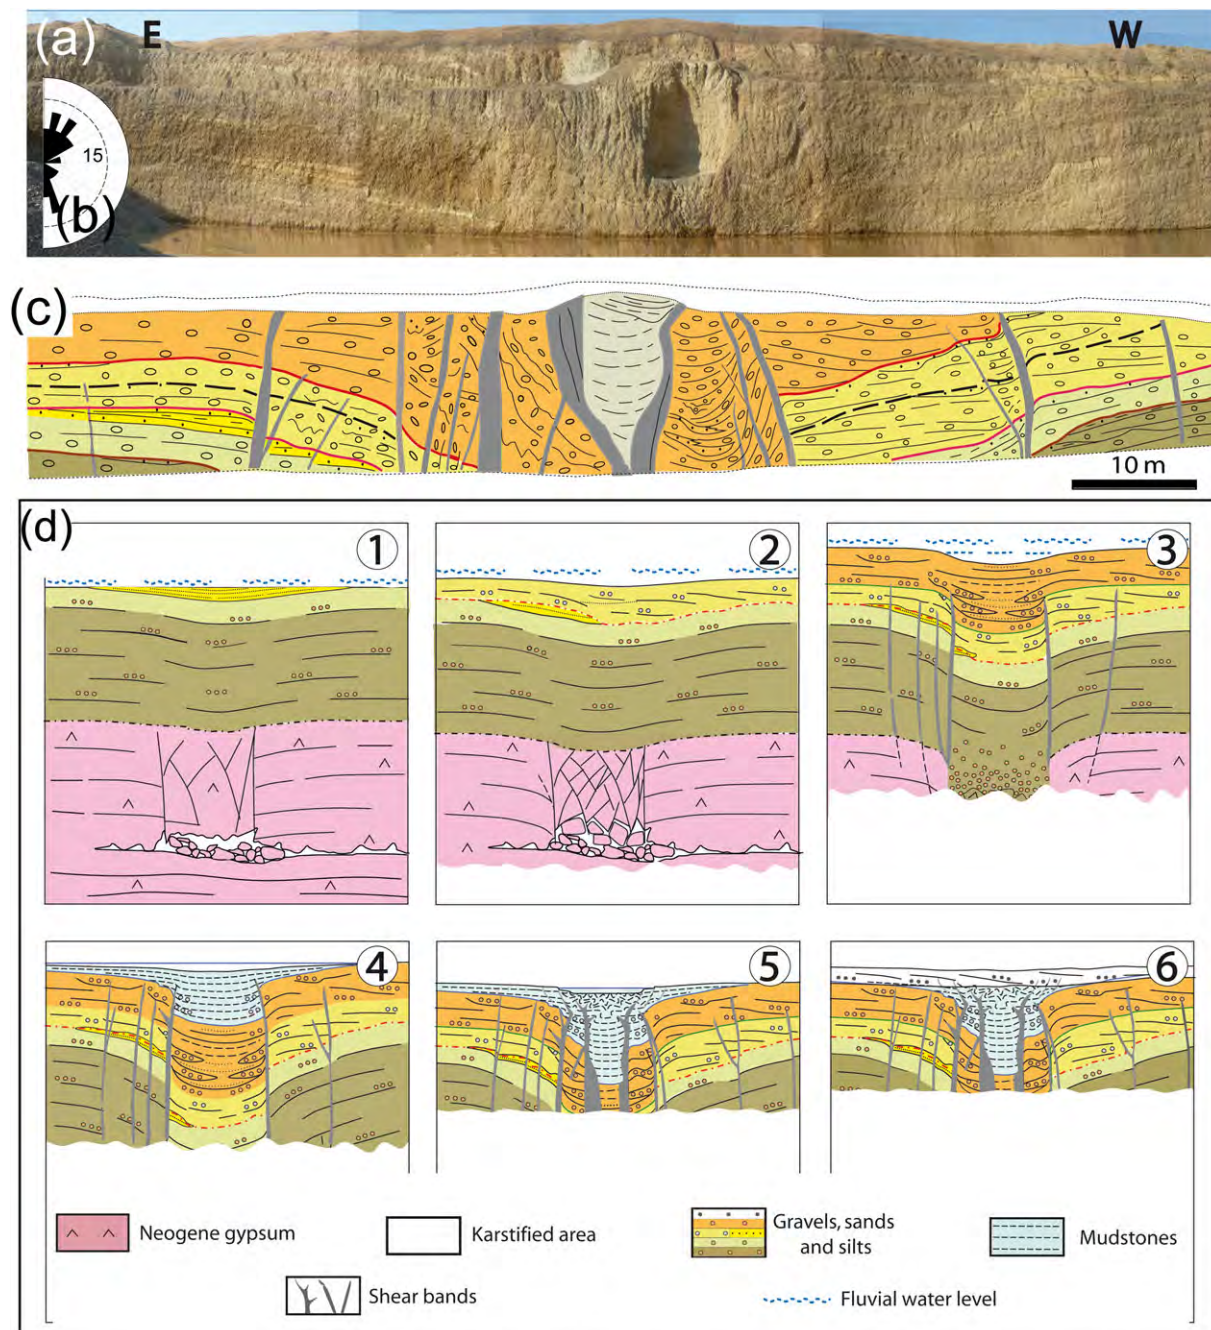 (a)
E
W
15
(b)
(c)
10 m
(d)
1
2
3
4
5
6
Neogene gypsum
Karstified area
Gravels, sands
and silts
Mudstones
Shear bands
Fluvial water level